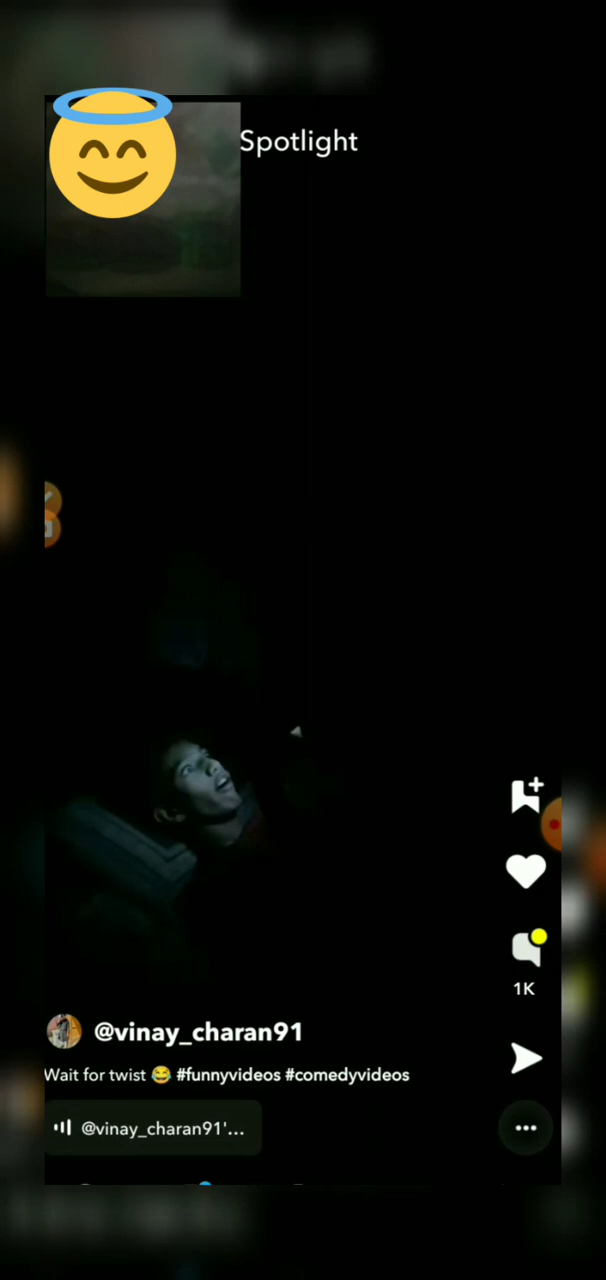 Spotlight
1K
@vinay_charan91
Wait for twist 😂 #funnyvideos #comedyvideos
@vinay_charan91'...